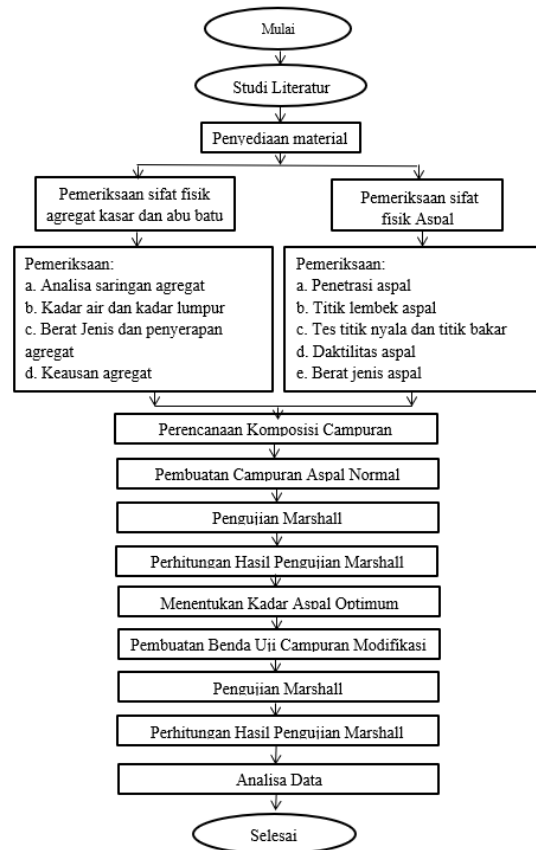 Mulai
Studi Literatur
Penyediaan material
Pemeriksaan sifat fisik
agregat kasar dan abu batu
Pemeriksaan sifat
fisik Aspal
Pemeriksaan:
a. Analisa saringan agregat
b. Kadar air dan kadar lumpur
c. Berat Jenis dan penyerapan
agregat
d. Keausan agregat
Pemeriksaan:
a. Penetrasi aspal
b. Titik lembek aspal
c. Tes titik nyala dan titik bakar
d. Daktilitas aspal
e. Berat jenis aspal
Perencanaan Komposisi Campuran
Pembuatan Campuran Aspal Normal
Pengujian Marshall
Perhitungan Hasil Pengujian Marshall
Menentukan Kadar Aspal Optimum
Pembuatan Benda Uji Campuran Modifikasi
Pengujian Marshall
Perhitungan Hasil Pengujian Marshall
Analisa Data
Selesai